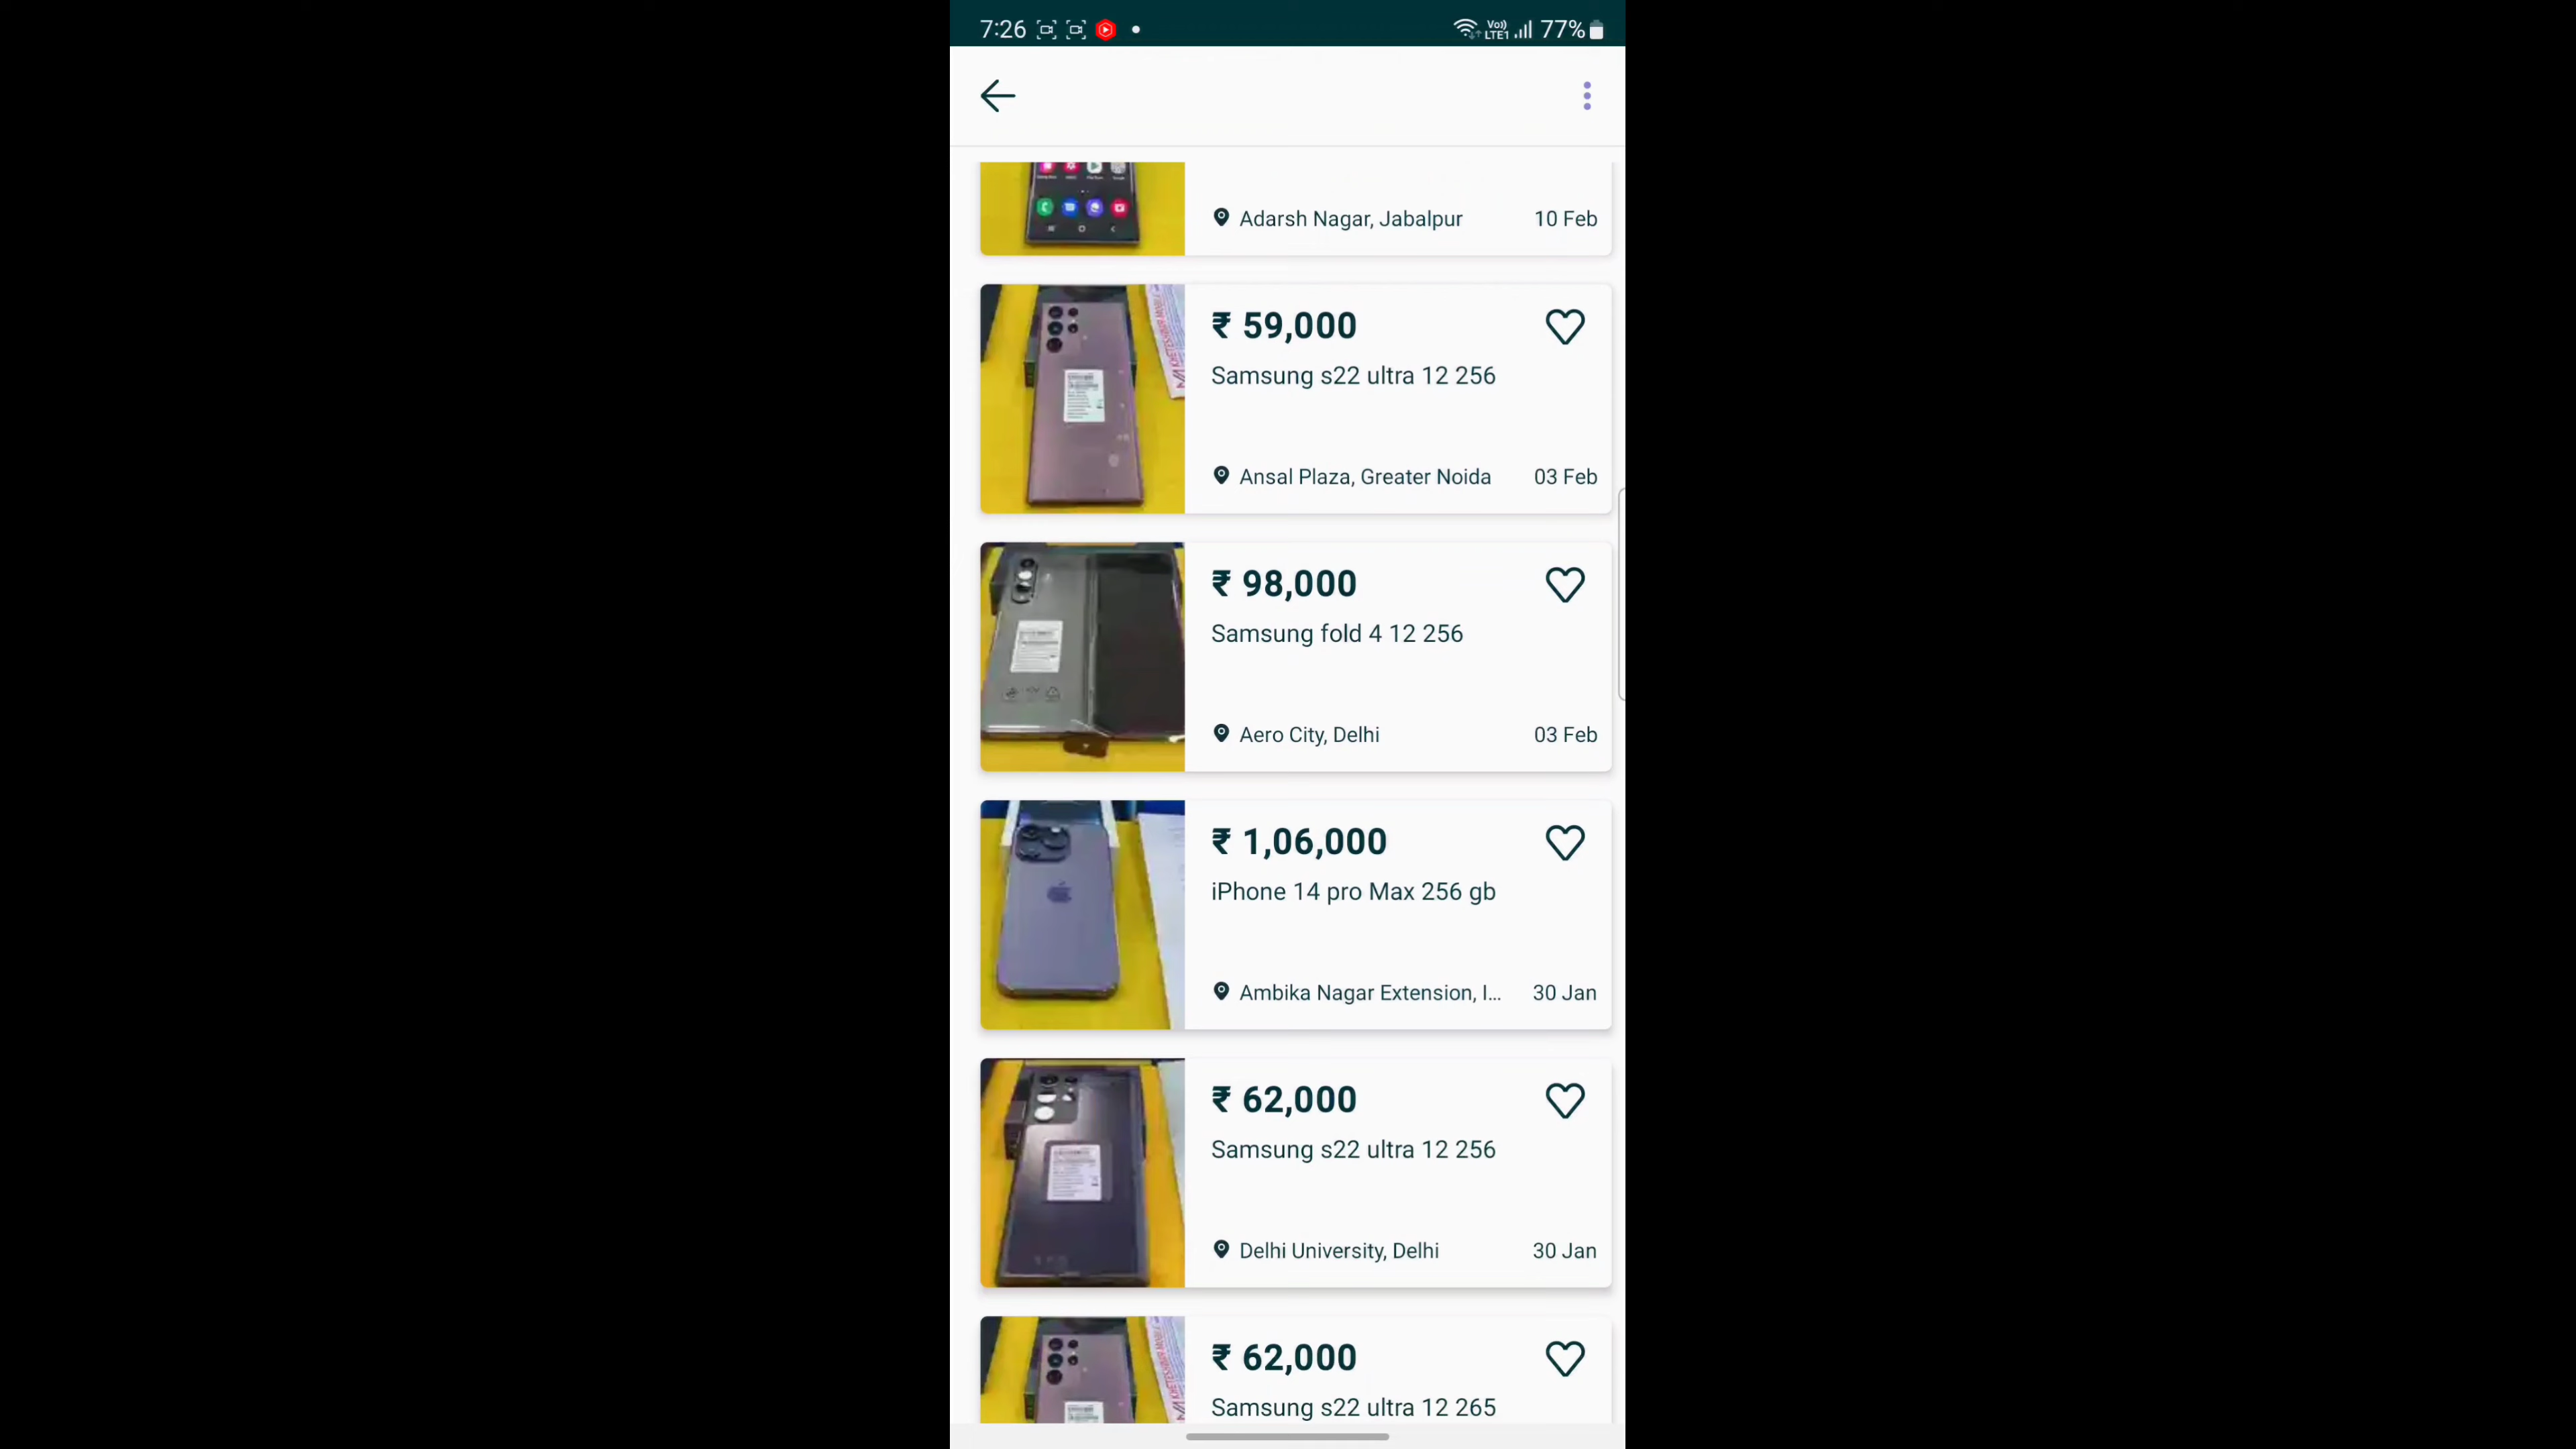 7:26
Vo))
LTE1
77%
Adarsh Nagar, Jabalpur 10 Feb
₹ 59,000
Samsung s22 ultra 12 256
Ansal Plaza, Greater Noida 03 Feb
₹ 98,000
Samsung fold 4 12 256
Aero City, Delhi 03 Feb
₹ 1,06,000
iPhone 14 pro Max 256 gb
Ambika Nagar Extension, I... 30 Jan
₹ 62,000
Samsung s22 ultra 12 256
Delhi University, Delhi 30 Jan
₹ 62,000
Samsung s22 ultra 12 265